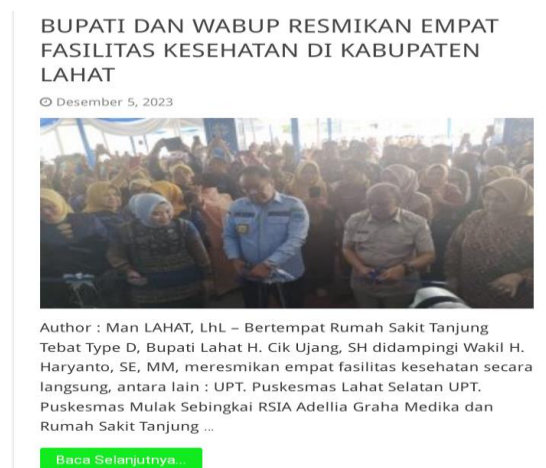 BUPATI DAN WABUP RESMIKAN EMPAT
FASILITAS KESEHATAN DI KABUPATEN
LAHAT
Desember 5, 2023
Author : Man LAHAT, LhL – Bertempat Rumah Sakit Tanjung
Tebat Type D, Bupati Lahat H. Cik Ujang, SH didampingi Wakil H.
Haryanto, SE, MM, meresmikan empat fasilitas kesehatan secara
langsung, antara lain : UPT. Puskesmas Lahat Selatan UPT.
Puskesmas Mulak Sebingkai RSIA Adellia Graha Medika dan
Rumah Sakit Tanjung ...
Baca Selanjutnya...